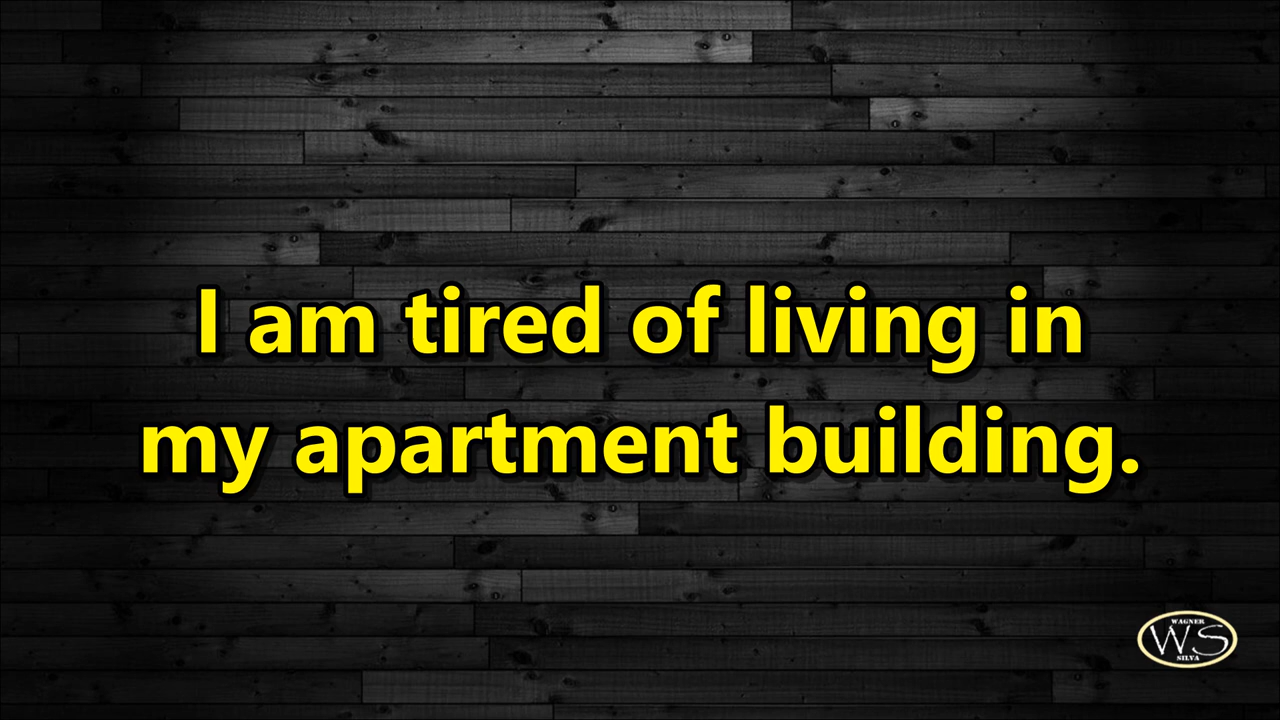 I am tired of living in
my apartment building.
WAGNER
WS
SILVA